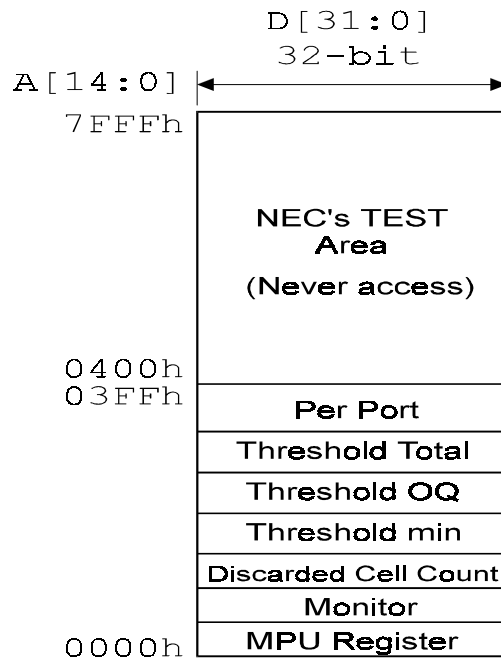 D[31:0]
32-bit
A[14:0]
7FFFh
NEC's TEST
Area
(Never access)
0400h
03FFh
Per Port
Threshold Total
Threshold OQ
Threshold min
Discarded Cell Count
Monitor
0000h
MPU Register